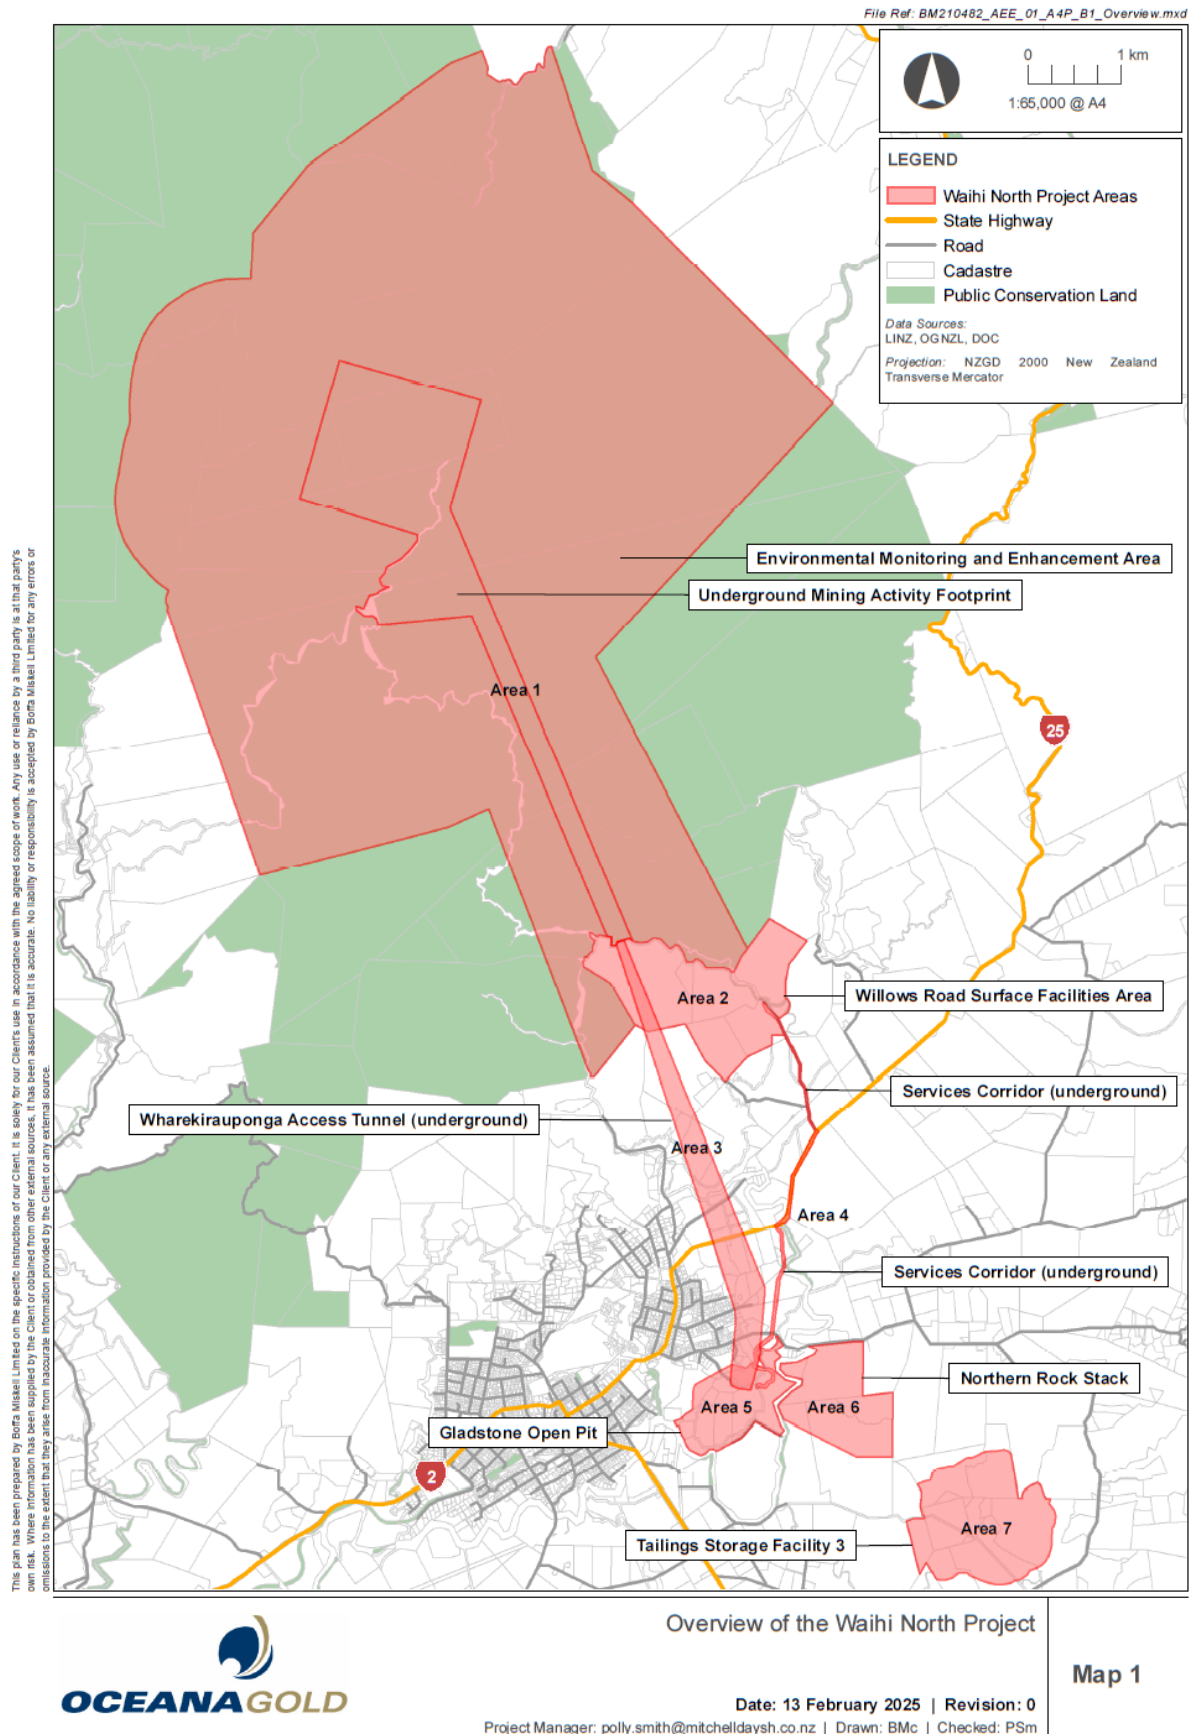 File Ref: BM210482_AEE_01_A4P_B1_Overview.mxd
0 1 km
1:65,000 @ A4
LEGEND
Waihi North Project Areas
State Highway
Road
Cadastre
Public Conservation Land
Data Sources:
LINZ, OGNZL, DOC
Projection: NZGD 2000 New Zealand
Transverse Mercator
Environmental Monitoring and Enhancement Area
Underground Mining Activity Footprint
Area 1
25
Area 2
Willows Road Surface Facilities Area
Services Corridor (underground)
Wharekirauponga Access Tunnel (underground)
Area 3
Area 4
Services Corridor (underground)
Northern Rock Stack
Area 5
Area 6
Gladstone Open Pit
2
Area 7
Tailings Storage Facility 3
This plan has been prepared by Boffa Miskell Limited on the specific instructions of our Client. It is solely for our Client's use in accordance with the agreed scope of work. Any use or reliance by a third party is at that party's
own risk. Where information has been supplied by the Client or obtained from other external sources, it has been assumed that it is accurate. No liability or responsibility is accepted by Boffa Miskell Limited for any errors or
omissions to the extent that they arise from inaccurate information provided by the Client or any external source.
OCEANAGOLD
Overview of the Waihi North Project
Date: 13 February 2025 | Revision: 0
Project Manager: polly.smith@mitchelldaysh.co.nz | Drawn: BMc | Checked: PSm
Map 1